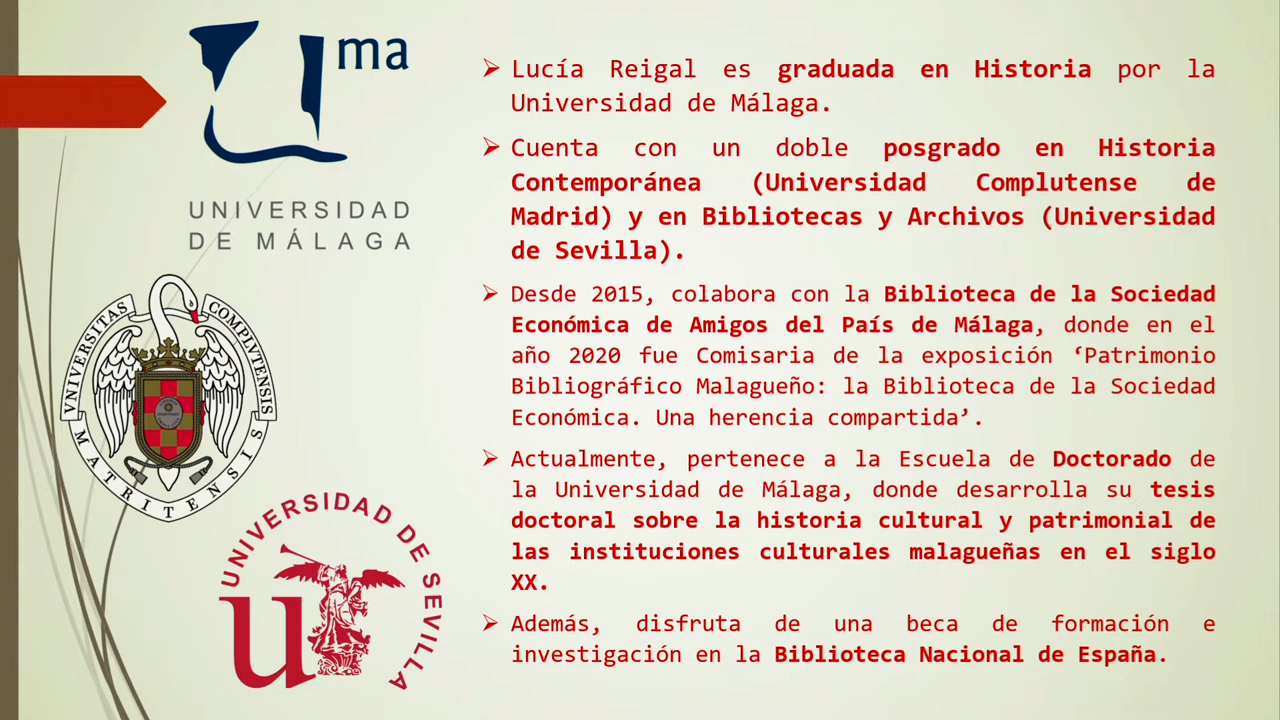 uma
UNIVERSIDAD
DE MÁLAGA
VNIVERSITAS
COMPLVTENSIS
MATRITENSIS
UNIVERSIDAD DE SEVILLA
u
Lucía Reigal es graduada en Historia por la
Universidad de Málaga.
Cuenta con un doble posgrado en Historia
Contemporánea (Universidad Complutense de
Madrid) y en Bibliotecas y Archivos (Universidad
de Sevilla).
Desde 2015, colabora con la Biblioteca de la Sociedad
Económica de Amigos del País de Málaga, donde en el
año 2020 fue Comisaria de la exposición ‘Patrimonio
Bibliográfico Malagueño: la Biblioteca de la Sociedad
Económica. Una herencia compartida’.
Actualmente, pertenece a la Escuela de Doctorado de
la Universidad de Málaga, donde desarrolla su tesis
doctoral sobre la historia cultural y patrimonial de
las instituciones culturales malagueñas en el siglo
XX.
Además, disfruta de una beca de formación e
investigación en la Biblioteca Nacional de España.